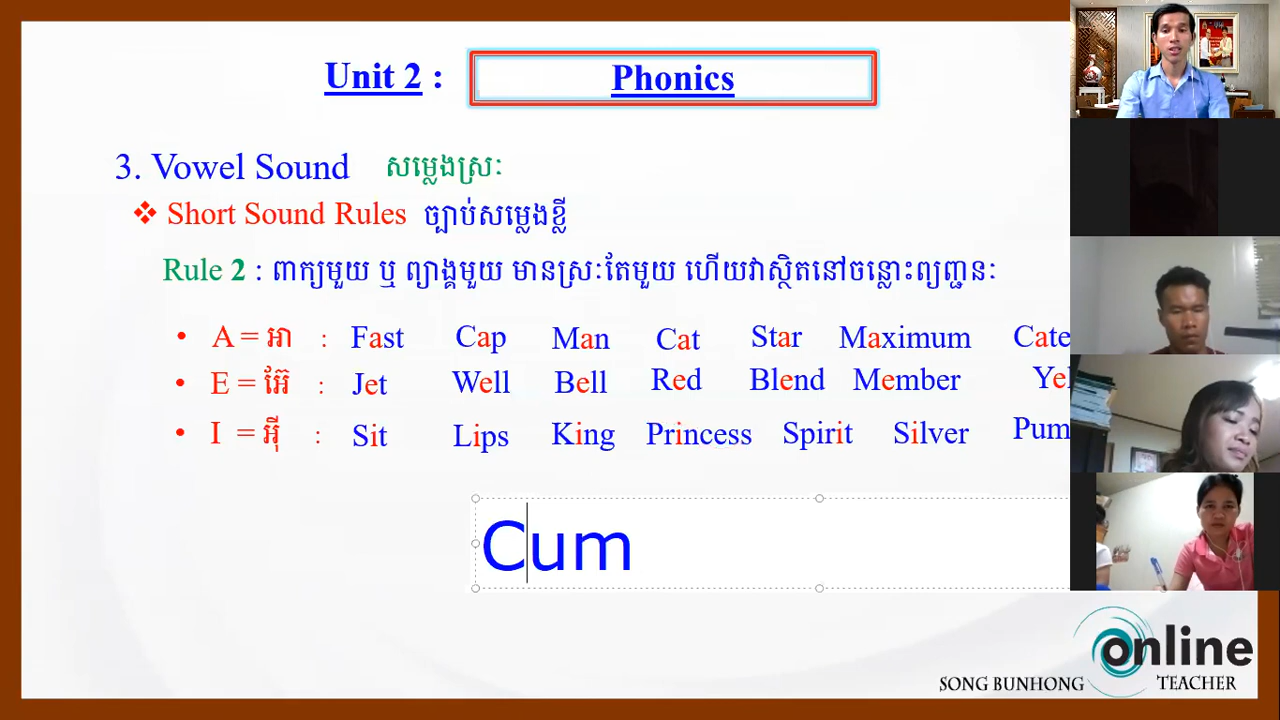 Unit 2 : Phonics
3. Vowel Sound សម្លេងស្រៈ
❖ Short Sound Rules ច្បាប់សម្លេងខ្លី
Rule 2 : ពាក្យមួយ ឬ ព្យាង្គមួយ មានស្រៈតែមួយ ហើយវាស្ថិតនៅចន្លោះព្យញ្ជនៈ
• A = អា : Fast Cap Man Cat Star Maximum Cate
• E = អ៊ែ : Jet Well Bell Red Blend Member Yel
• I = អ៊ី : Sit Lips King Princess Spirit Silver Pum
Cum
online
SONG BUNHONG TEACHER